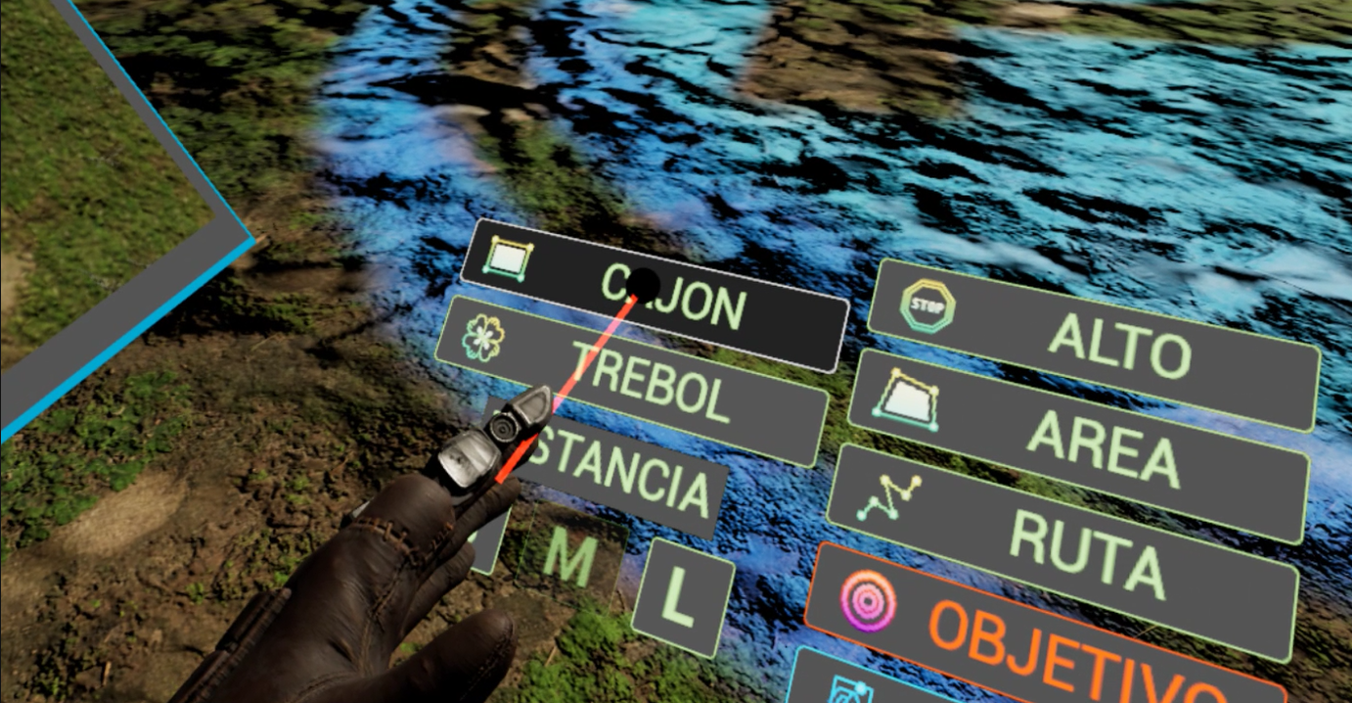 CAJON
TREBOL
STANCIA
M
L
STOP
ALTO
AREA
RUTA
OBJETIVO